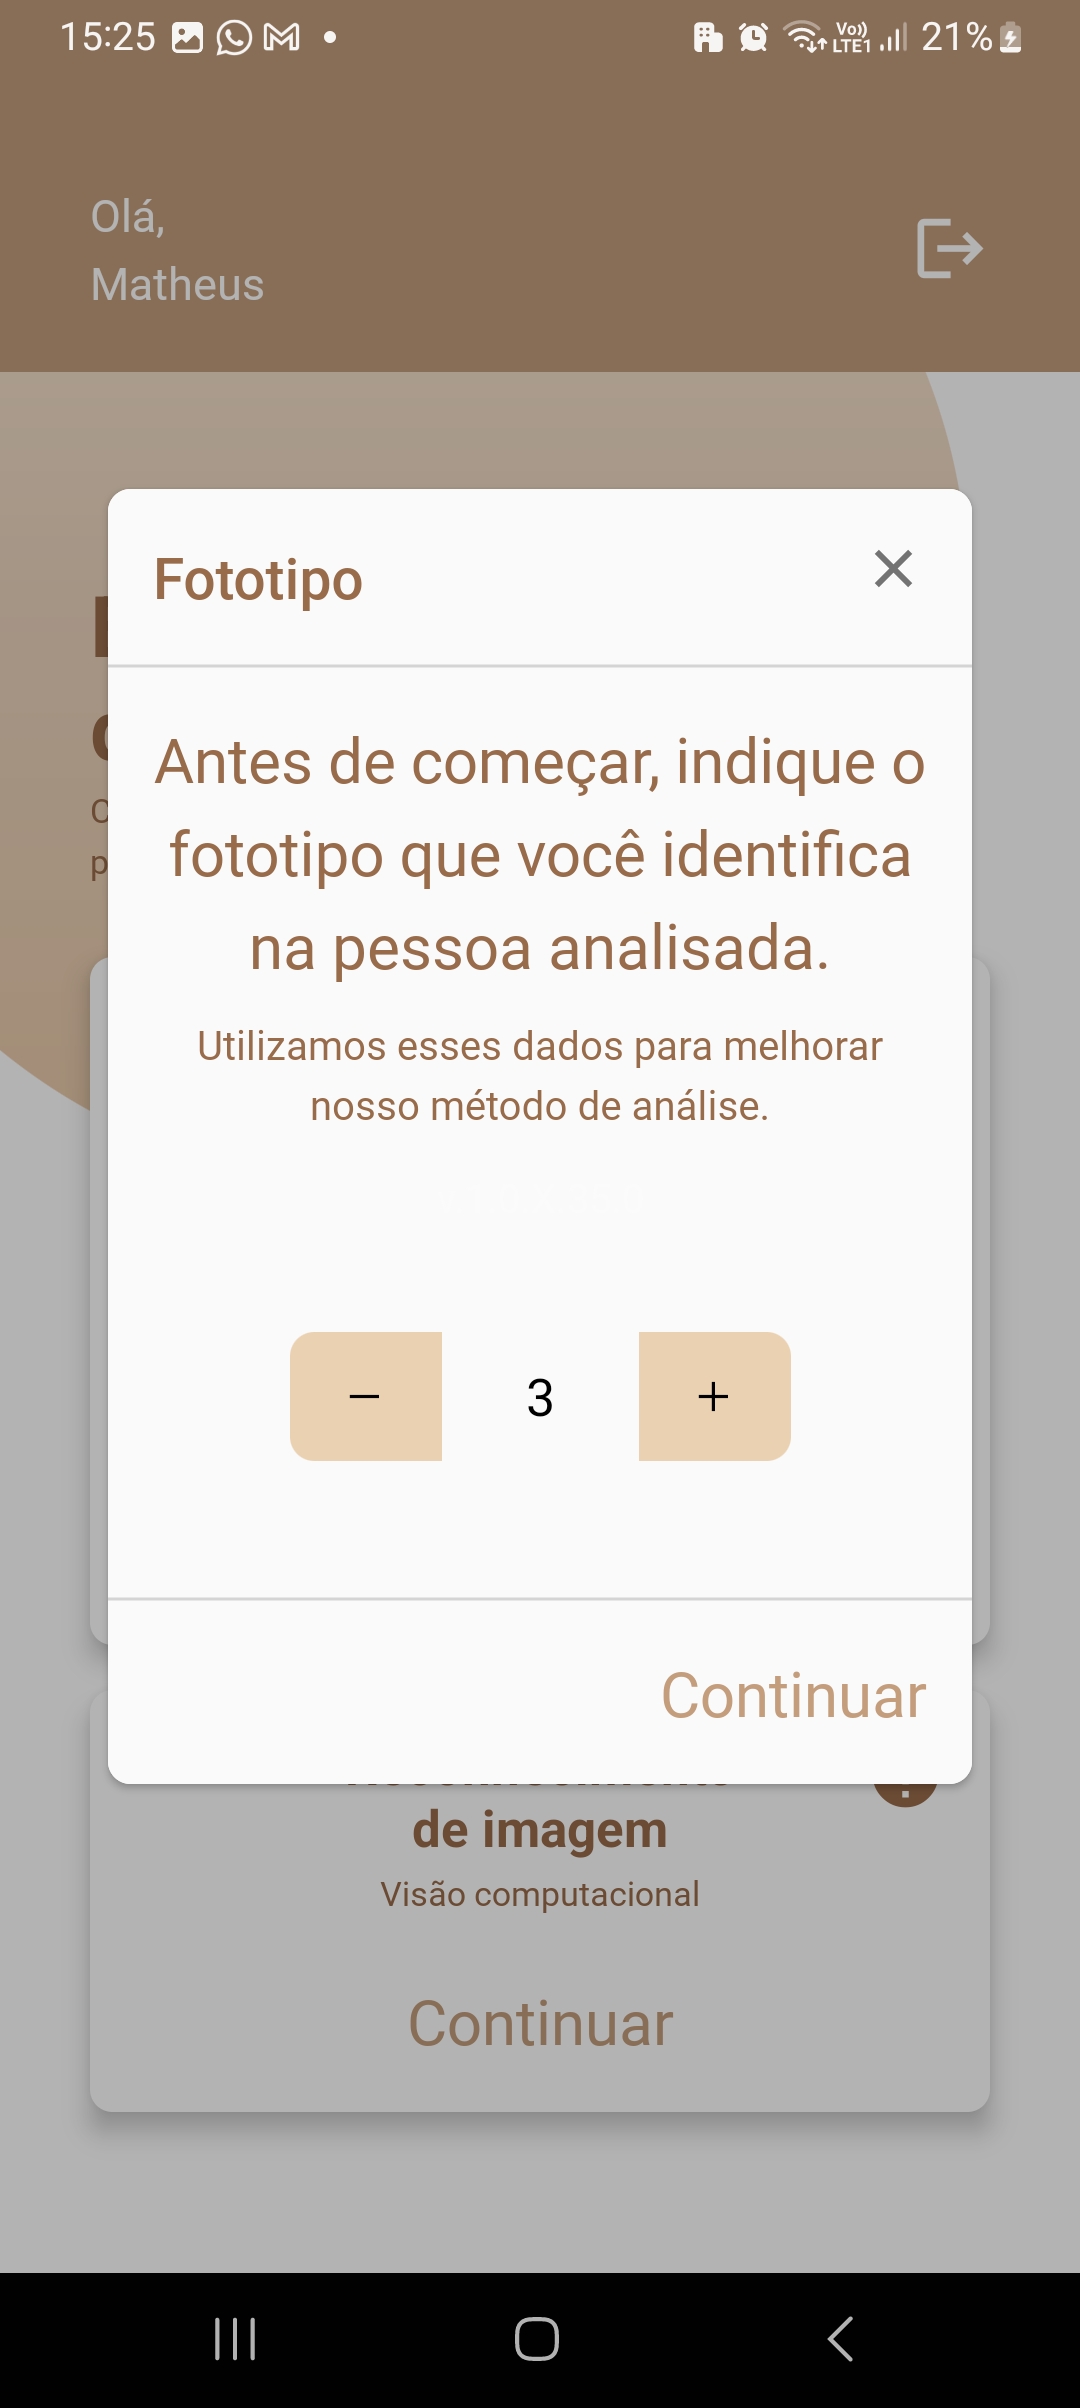 15:25
Vo))
LTE1
21%
Olá,
Matheus
Fototipo
Antes de começar, indique o
fototipo que você identifica
na pessoa analisada.
Utilizamos esses dados para melhorar
nosso método de análise.
3
Continuar
de imagem
Visão computacional
Continuar